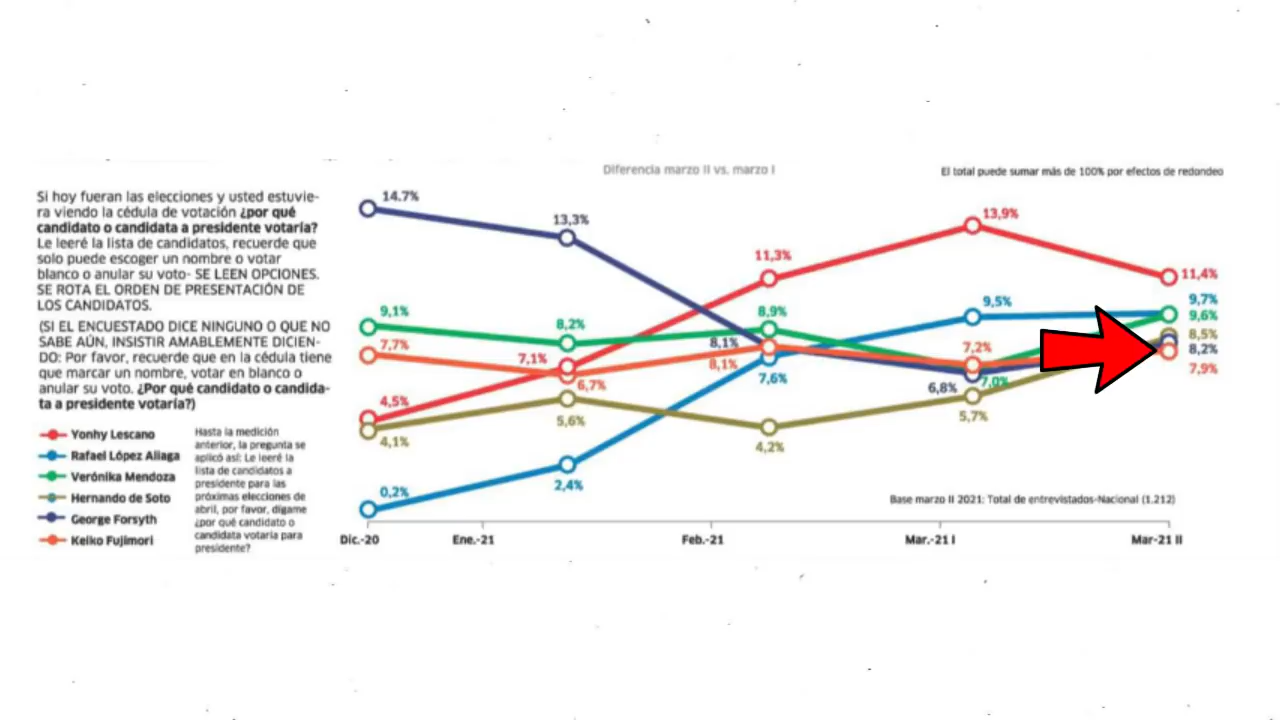 Diferencia marzo II vs. marzo I
El total puede sumar más de 100% por efectos de redondeo
Si hoy fueran las elecciones y usted estuvie-
ra viendo la cédula de votación ¿por qué
candidato o candidata a presidente votaría?
Le leeré la lista de candidatos, recuerde que
solo puede escoger un nombre o votar
blanco o anular su voto- SE LEEN OPCIONES.
SE ROTA EL ORDEN DE PRESENTACIÓN DE
LOS CANDIDATOS.
(SI EL ENCUESTADO DICE NINGUNO O QUE NO
SABE AÚN, INSISTIR AMABLEMENTE DICIEN-
DO: Por favor, recuerde que en la cédula tiene
que marcar un nombre, votar en blanco o
anular su voto. ¿Por qué candidato o candida-
ta a presidente votaría?)
Yonhy Lescano
Rafael López Aliaga
Verónika Mendoza
Hernando de Soto
George Forsyth
Keiko Fujimori
Hasta la medición
anterior, la pregunta se
aplicó así: Le leeré la
lista de candidatos a
presidente para las
próximas elecciones de
abril, por favor, dígame
¿por qué candidato o
candidata votaría para
presidente?
14.7%
9,1%
7,7%
4,5%
4,1%
0,2%
13,3%
8,2%
7,1%
6,7%
5,6%
2,4%
11,3%
8,9%
8,1%
8,1%
7,6%
4,2%
13,9%
9,5%
7,2%
7,0%
6,8%
5,7%
11,4%
9,7%
9,6%
8,5%
8,2%
7,9%
Base marzo II 2021: Total de entrevistados-Nacional (1.212)
Dic.-20
Ene.-21
Feb.-21
Mar.-21 I
Mar-21 II